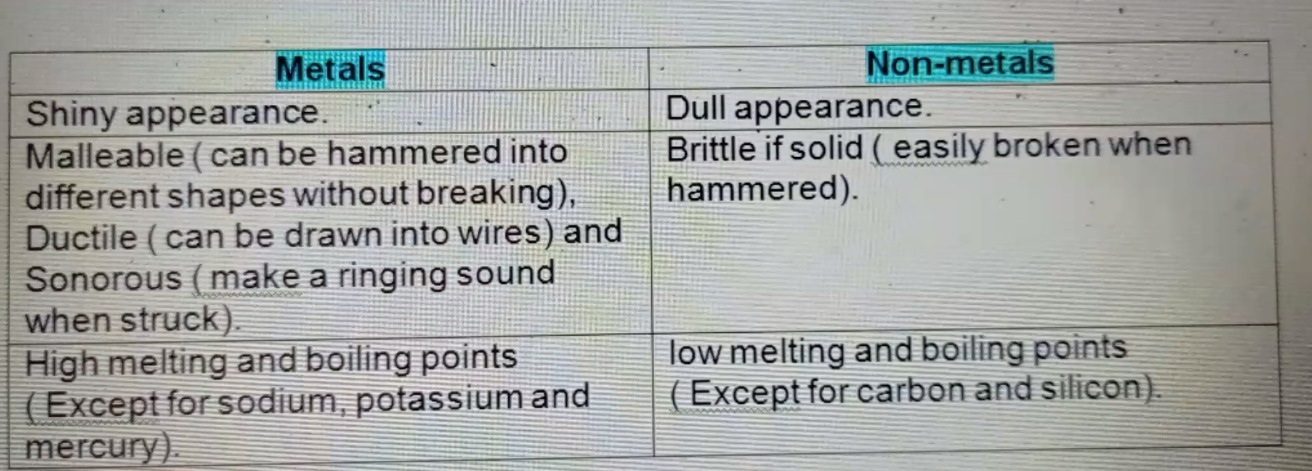 Metals
Non-metals
Shiny appearance.
Dull appearance.
Malleable ( can be hammered into
different shapes without breaking),
Ductile ( can be drawn into wires) and
Sonorous ( make a ringing sound
when struck).
Brittle if solid ( easily broken when
hammered).
High melting and boiling points
( Except for sodium, potassium and
mercury).
low melting and boiling points
( Except for carbon and silicon).